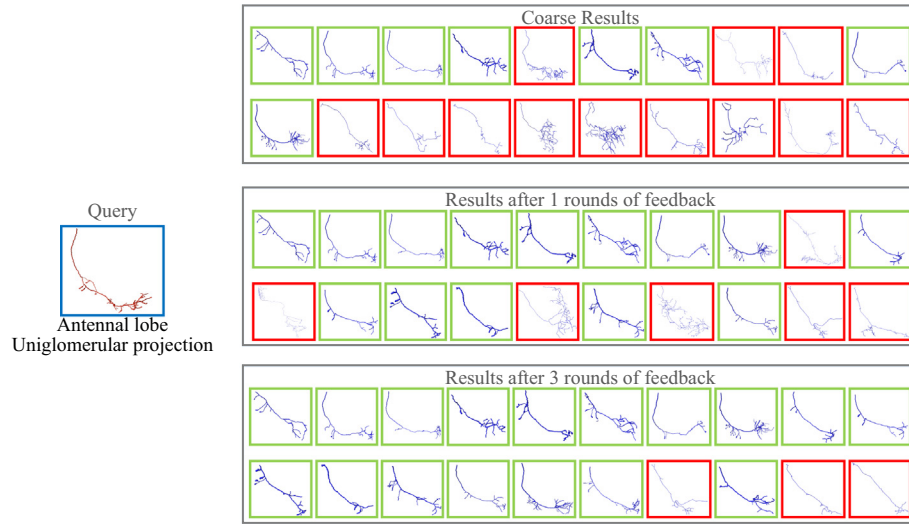 Coarse Results
Results after 1 rounds of feedback
Query
Antennal lobe
Uniglomerular projection
Results after 3 rounds of feedback